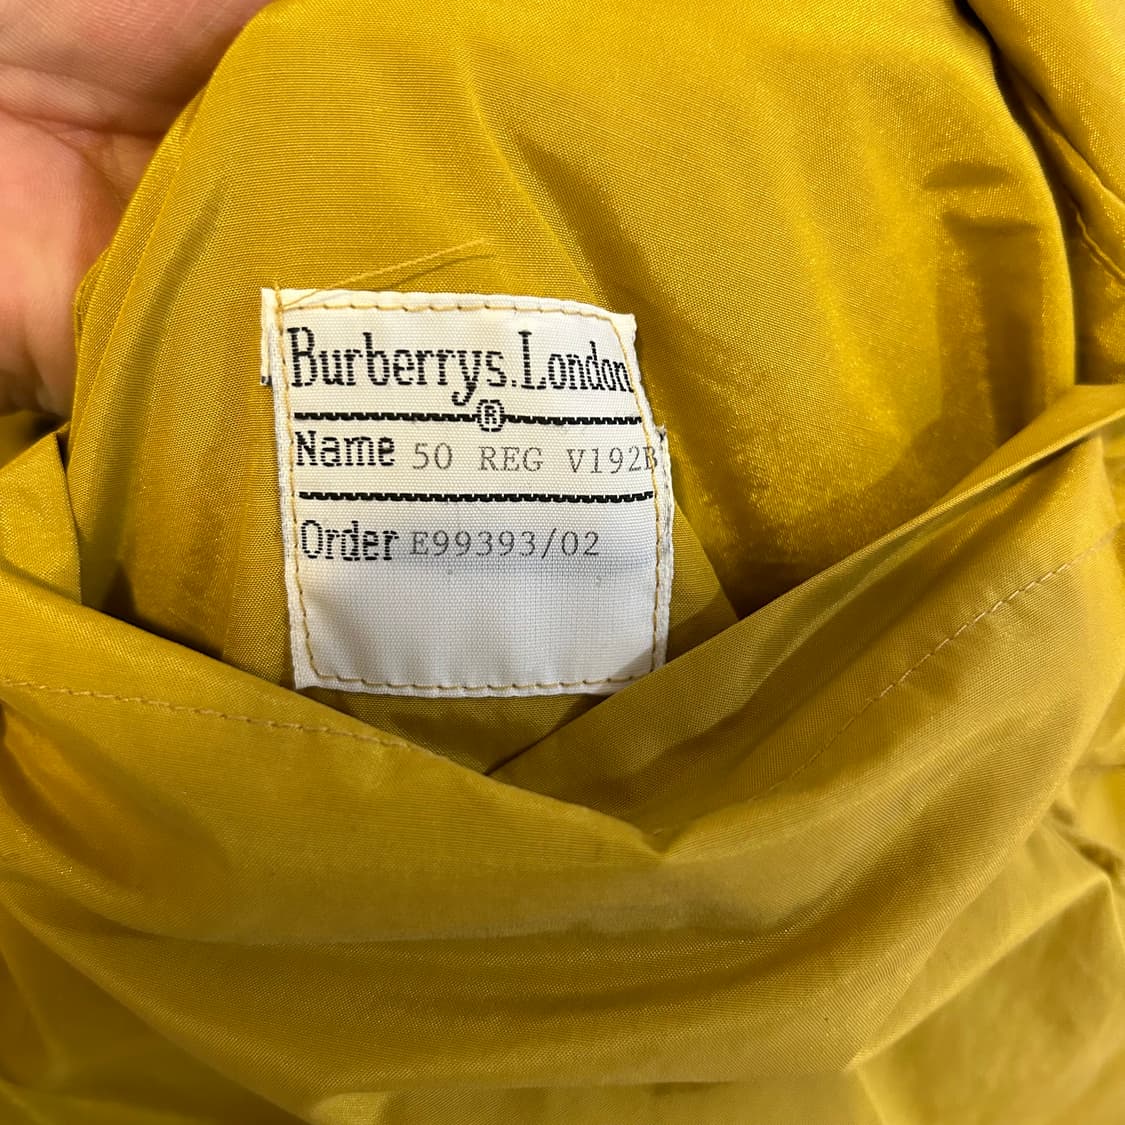 Burberrys.London
®
Name 50 REG V192B
Order E99393/02